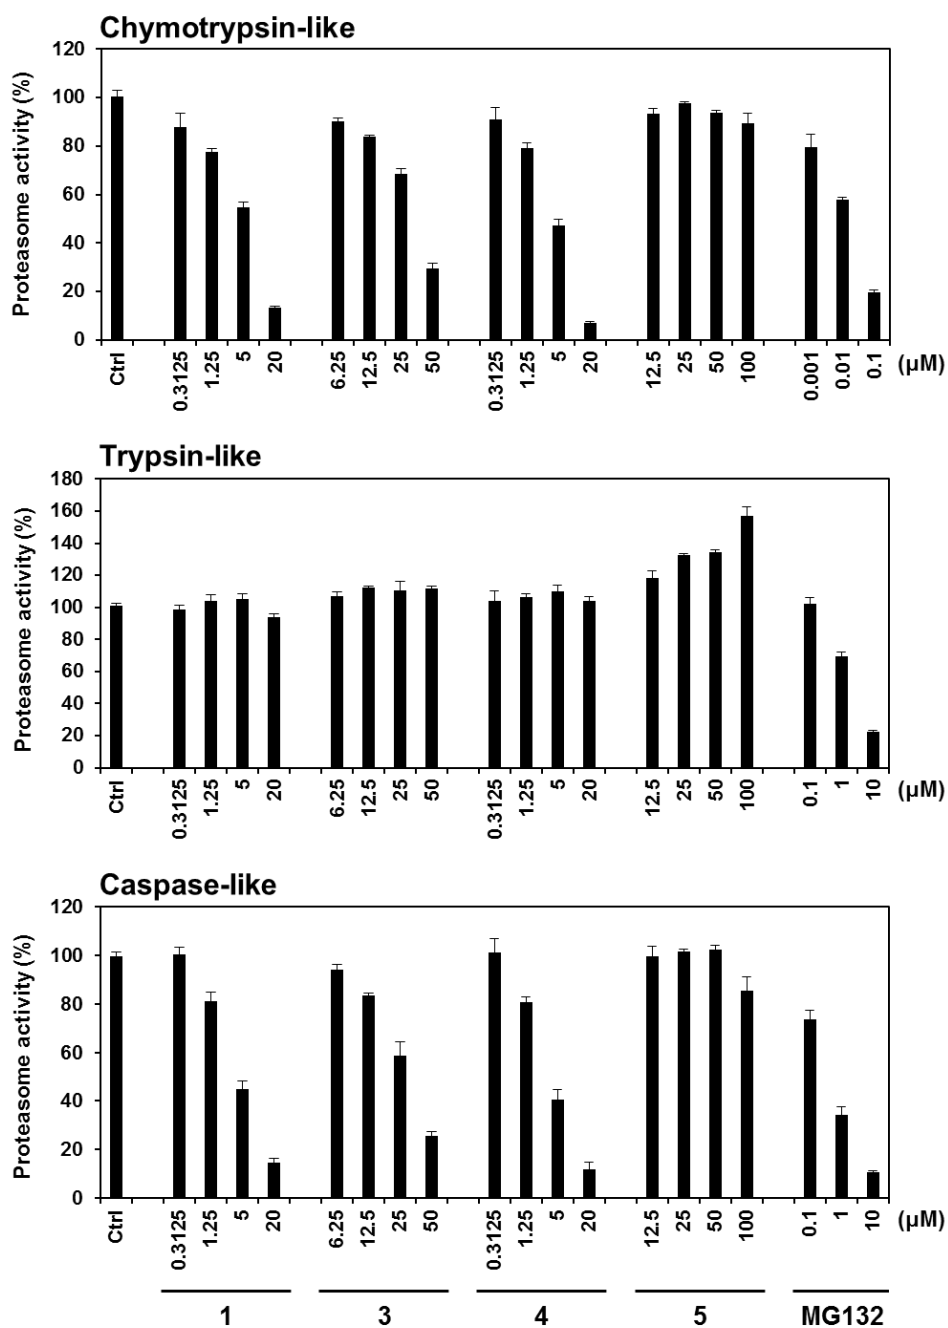 Chymotrypsin-like
Proteasome activity (%)
120
100
80
60
40
20
0
Ctrl 0.3125 1.25 5 20 6.25 12.5 25 50 0.3125 1.25 5 20 12.5 25 50 100 0.001 0.01 0.1 (μM)
Trypsin-like
Proteasome activity (%)
180
160
140
120
100
80
60
40
20
0
Ctrl 0.3125 1.25 5 20 6.25 12.5 25 50 0.3125 1.25 5 20 12.5 25 50 100 0.1 1 10 (μM)
Caspase-like
Proteasome activity (%)
120
100
80
60
40
20
0
Ctrl 0.3125 1.25 5 20 6.25 12.5 25 50 0.3125 1.25 5 20 12.5 25 50 100 0.1 1 10 (μM)
1 3 4 5 MG132